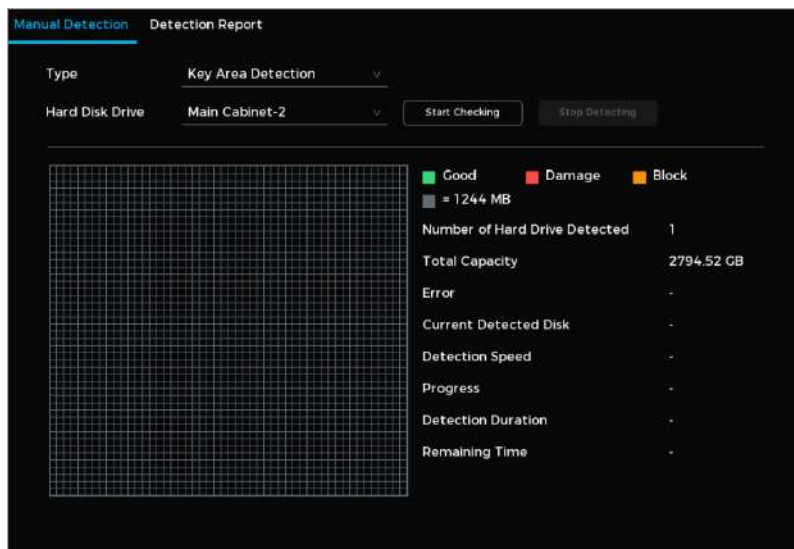 Manual Detection Detection Report
Type Key Area Detection
Hard Disk Drive Main Cabinet-2 Start Checking Stop Detecting
Good Damage Block
= 1244 MB
Number of Hard Drive Detected 1
Total Capacity 2794.52 GB
Error -
Current Detected Disk -
Detection Speed -
Progress -
Detection Duration -
Remaining Time -